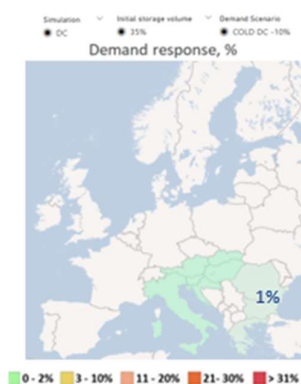 Simulation Initial storage volume Demand Scenario
DC 35% COLD DC -10%
Demand response, %
1%
0 - 2% 3 - 10% 11 - 20% 21- 30% > 31%